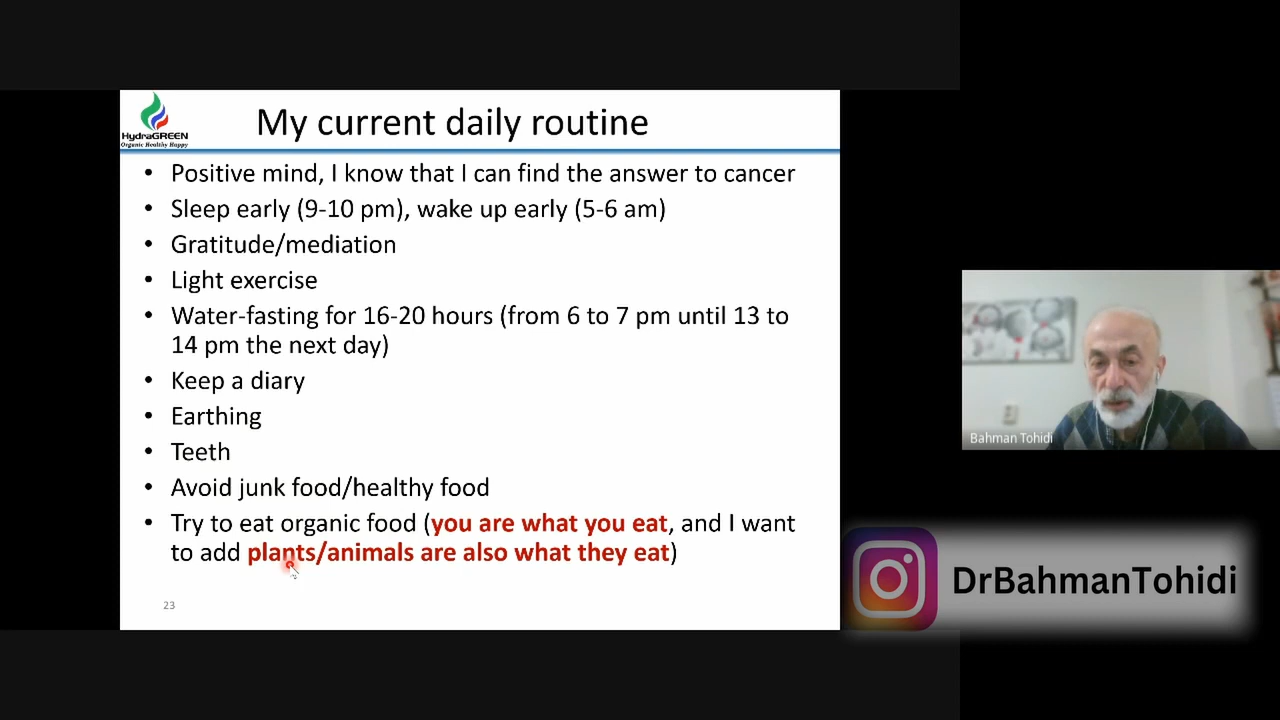 HydraGREEN
Organic Healthy Happy
My current daily routine
• Positive mind, I know that I can find the answer to cancer
• Sleep early (9-10 pm), wake up early (5-6 am)
• Gratitude/mediation
• Light exercise
• Water-fasting for 16-20 hours (from 6 to 7 pm until 13 to
14 pm the next day)
• Keep a diary
• Earthing
• Teeth
• Avoid junk food/healthy food
• Try to eat organic food (you are what you eat, and I want
to add plants/animals are also what they eat)
23
Bahman Tohidi
DrBahmanTohidi